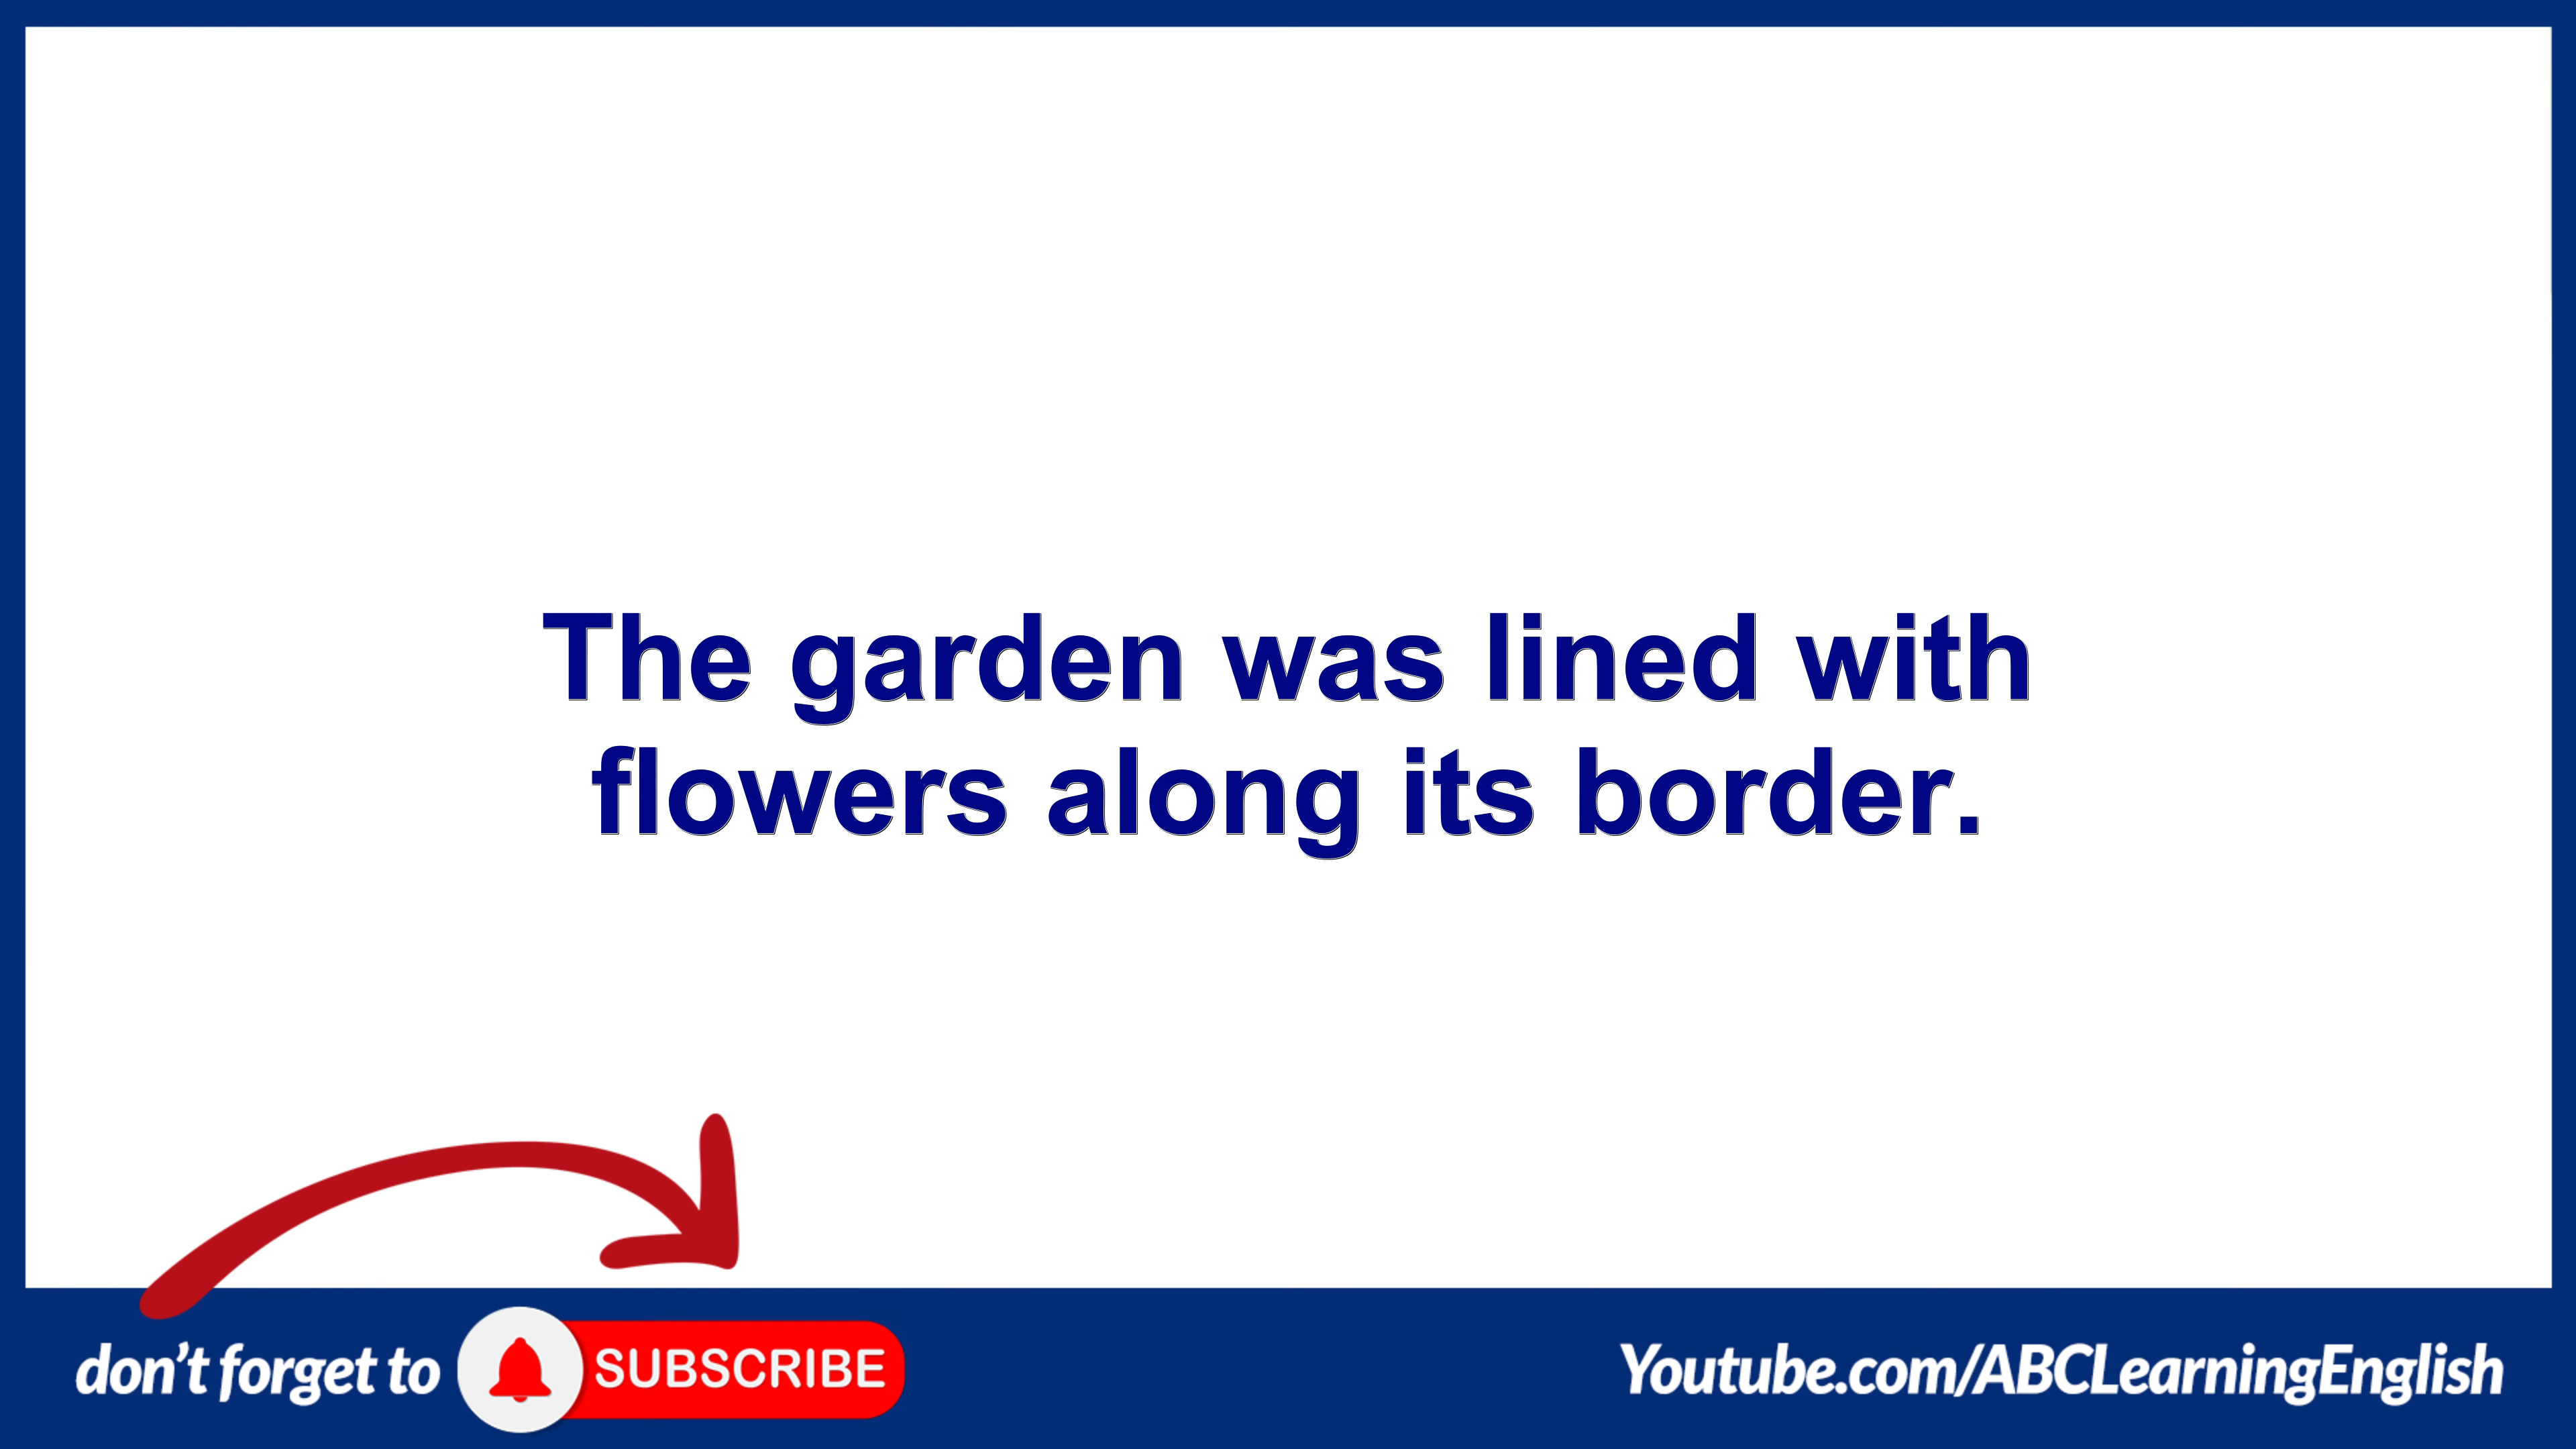 The garden was lined with
flowers along its border.
don't forget to SUBSCRIBE
Youtube.com/ABCLearningEnglish